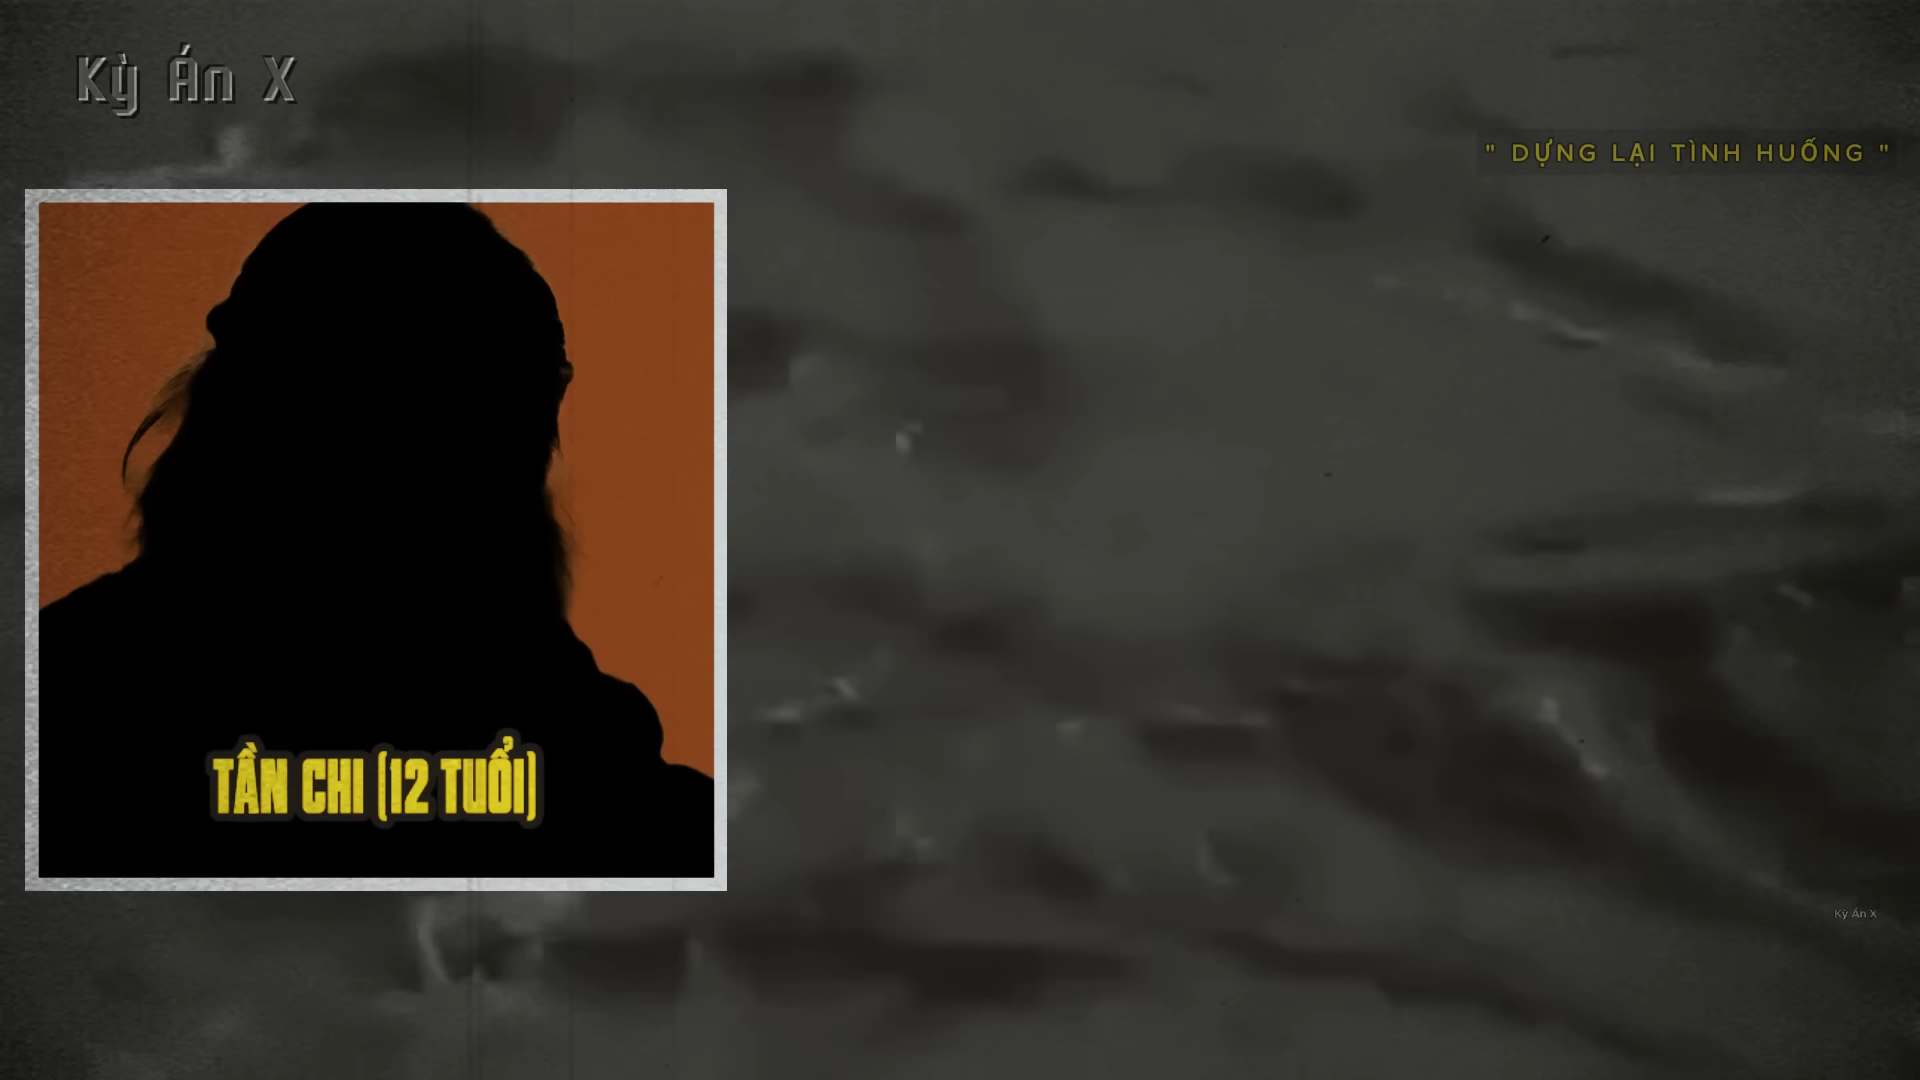 Kỳ Án X
" DỰNG LẠI TÌNH HUỐNG "
TẦN CHI (12 TUỔI)
Kỳ Án X